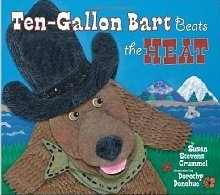 Ten-Gallon Bart Beats
the HEAT
Susan
Stevens
Crummel
Illustrated by
Dorothy
Donohue